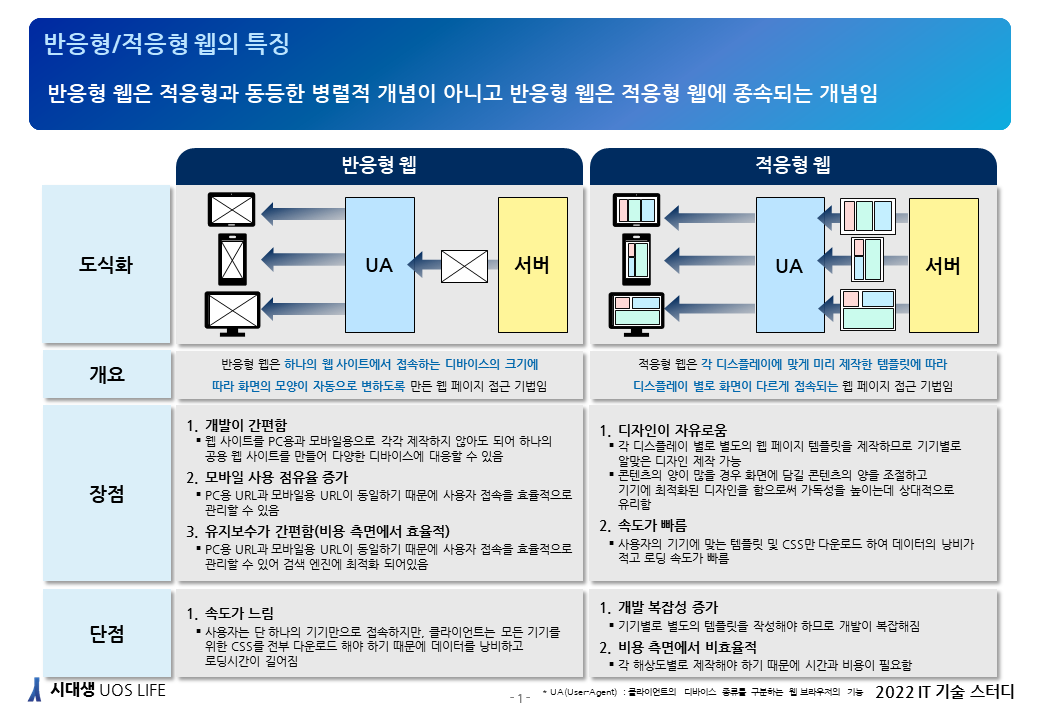 반응형/적응형 웹의 특징
반응형 웹은 적응형과 동등한 병렬적 개념이 아니고 반응형 웹은 적응형 웹에 종속되는 개념임
반응형 웹
적응형 웹
도식화
UA
서버
UA
서버
개요
반응형 웹은 하나의 웹 사이트에서 접속하는 디바이스의 크기에
따라 화면의 모양이 자동으로 변하도록 만든 웹 페이지 접근 기법임
적응형 웹은 각 디스플레이에 맞게 미리 제작한 템플릿에 따라
디스플레이 별로 화면이 다르게 접속되는 웹 페이지 접근 기법임
장점
1. 개발이 간편함
▪ 웹 사이트를 PC용과 모바일용으로 각각 제작하지 않아도 되어 하나의
공용 웹 사이트를 만들어 다양한 디바이스에 대응할 수 있음
2. 모바일 사용 점유율 증가
▪ PC용 URL과 모바일용 URL이 동일하기 때문에 사용자 접속을 효율적으로
관리할 수 있음
3. 유지보수가 간편함(비용 측면에서 효율적)
▪ PC용 URL과 모바일용 URL이 동일하기 때문에 사용자 접속을 효율적으로
관리할 수 있어 검색 엔진에 최적화 되어있음
1. 디자인이 자유로움
▪ 각 디스플레이 별로 별도의 웹 페이지 템플릿을 제작하므로 기기별로
알맞은 디자인 제작 가능
▪ 콘텐츠의 양이 많을 경우 화면에 담길 콘텐츠의 양을 조절하고
기기에 최적화된 디자인을 함으로써 가독성을 높이는데 상대적으로
유리함
2. 속도가 빠름
▪ 사용자의 기기에 맞는 템플릿 및 CSS만 다운로드 하여 데이터의 낭비가
적고 로딩 속도가 빠름
단점
1. 속도가 느림
▪ 사용자는 단 하나의 기기만으로 접속하지만, 클라이언트는 모든 기기를
위한 CSS를 전부 다운로드 해야 하기 때문에 데이터를 낭비하고
로딩시간이 길어짐
1. 개발 복잡성 증가
▪ 기기별로 별도의 템플릿을 작성해야 하므로 개발이 복잡해짐
2. 비용 측면에서 비효율적
▪ 각 해상도별로 제작해야 하기 때문에 시간과 비용이 필요함
시대생 UOS LIFE
- 1 -
* UA(User-Agent) : 클라이언트의 디바이스 종류를 구분하는 웹 브라우저의 기능
2022 IT 기술 스터디